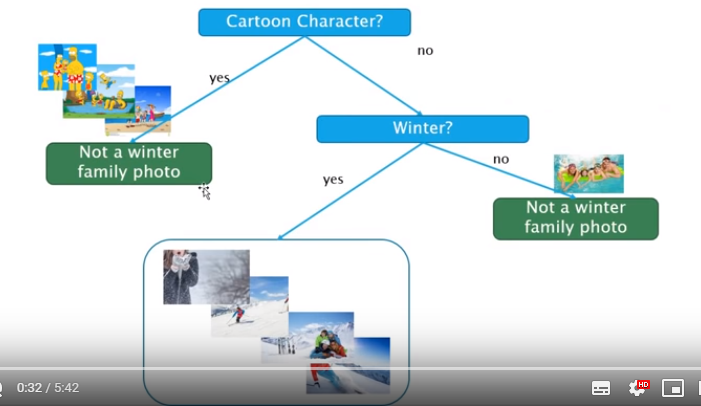 Cartoon Character?
no
yes
Winter?
Not a winter
family photo
no
yes
Not a winter
family photo
0:32 / 5:42
HD